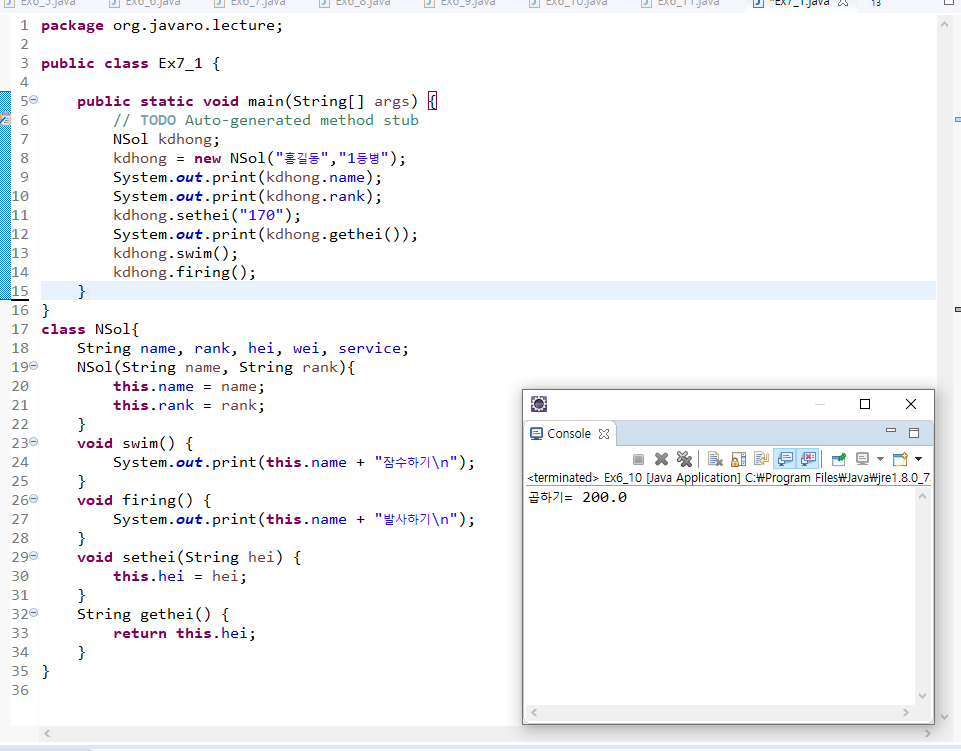 Ex6_5.java Ex6_6.java Ex6_7.java Ex6_8.java Ex6_9.java Ex6_10.java Ex6_11.java *Ex7_1.java 13
1 package org.javaro.lecture;
2
3 public class Ex7_1 {
4
5     public static void main(String[] args) {
6         // TODO Auto-generated method stub
7         NSol kdhong;
8         kdhong = new NSol("홍길동","1등병");
9         System.out.print(kdhong.name);
10         System.out.print(kdhong.rank);
11         kdhong.sethei("170");
12         System.out.print(kdhong.gethei());
13         kdhong.swim();
14         kdhong.firing();
15     }
16 }
17 class NSol{
18     String name, rank, hei, wei, service;
19     NSol(String name, String rank){
20         this.name = name;
21         this.rank = rank;
22     }
23     void swim() {
24         System.out.print(this.name + "잠수하기\n");
25     }
26     void firing() {
27         System.out.print(this.name + "발사하기\n");
28     }
29     void sethei(String hei) {
30         this.hei = hei;
31     }
32     String gethei() {
33         return this.hei;
34     }
35 }
36
Console
<terminated> Ex6_10 [Java Application] C:₩Program Files₩Java₩jre1.8.0_7
곱하기= 200.0